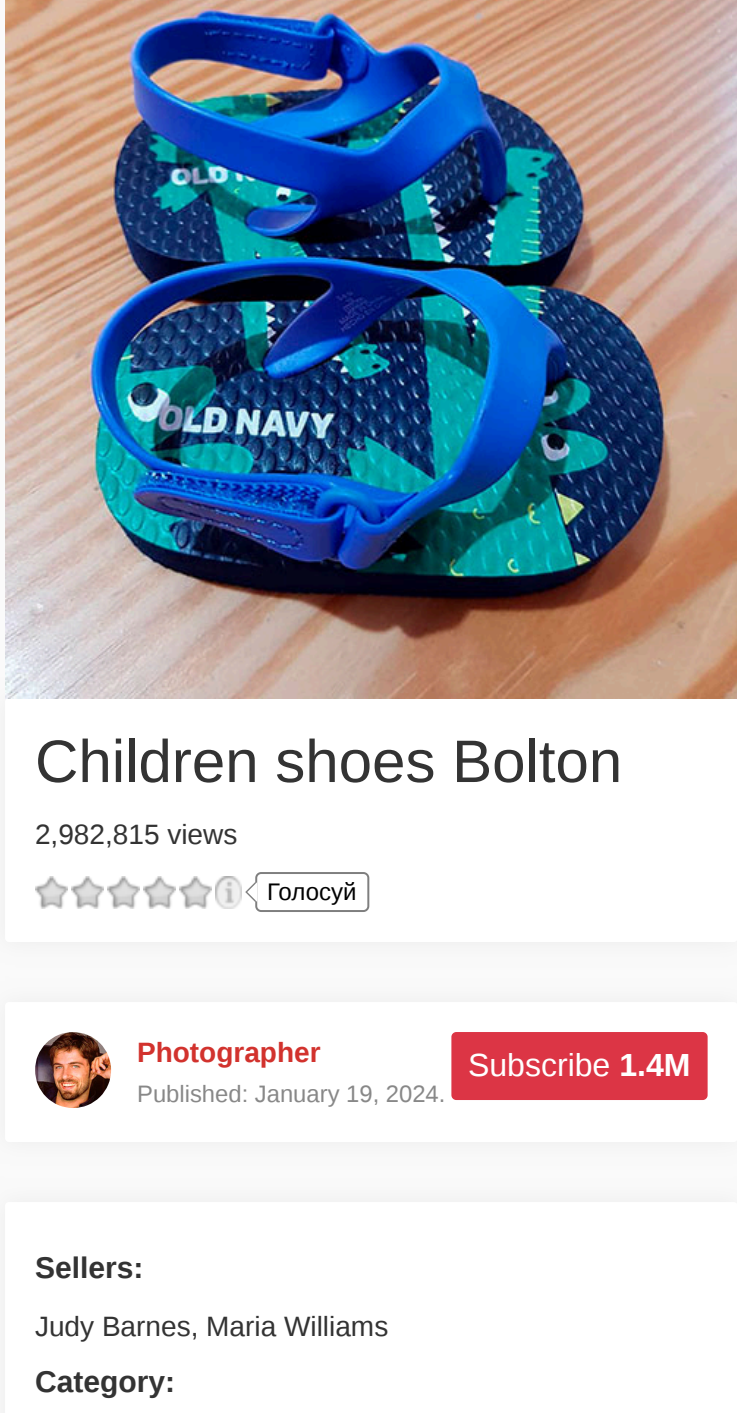 OLD
OLD NAVY
Children shoes Bolton
2,982,815 views
Голосуй
Photographer
Published: January 19, 2024.
Subscribe 1.4M
Sellers:
Judy Barnes, Maria Williams
Category: